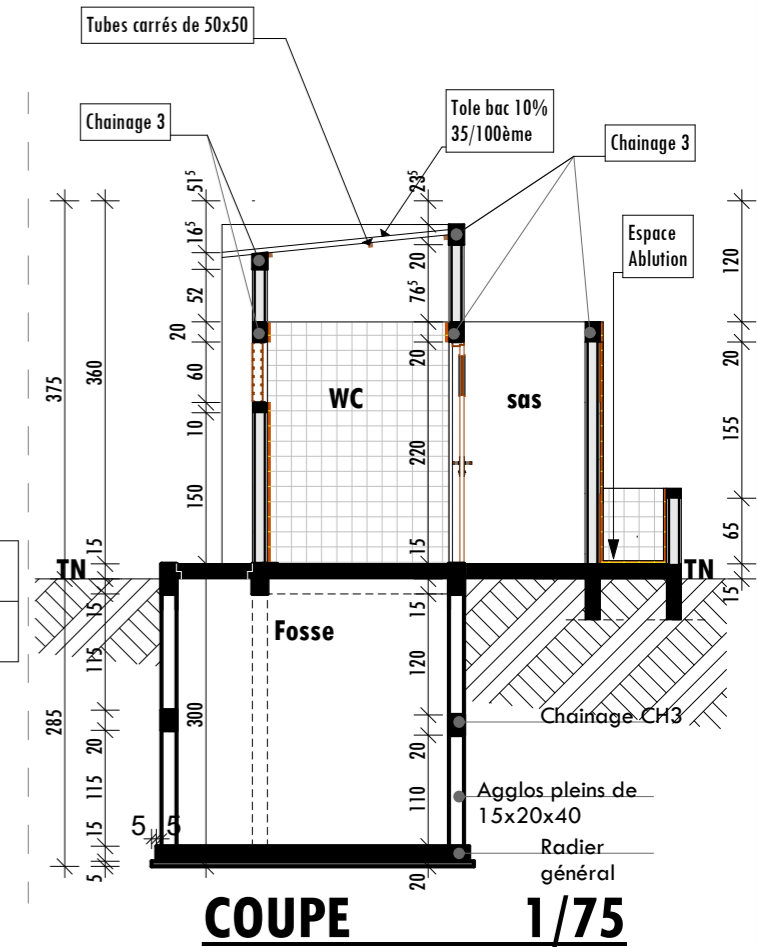 Tubes carrés de 50x50
Tole bac 10%
35/100ème
Chainage 3
Chainage 3
Espace
Ablution
51⁵
23⁵
16⁵
20
120
52
76⁵
20
20
20
375
360
60
WC
sas
10
220
155
150
65
15
15
TN
TN
15
15
15
Fosse
115
120
285
300
Chainage CH3
20
20
115
110
Agglos pleins de
15x20x40
5
5
15
Radier
général
5
20
COUPE 1/75